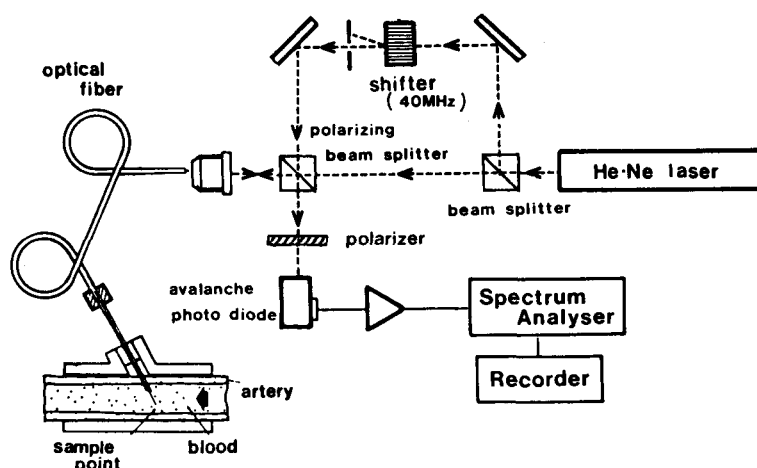 optical
fiber
shifter
(40MHz)
polarizing
beam splitter
He·Ne laser
beam splitter
polarizer
avalanche
photo diode
Spectrum
Analyser
Recorder
artery
sample
point
blood